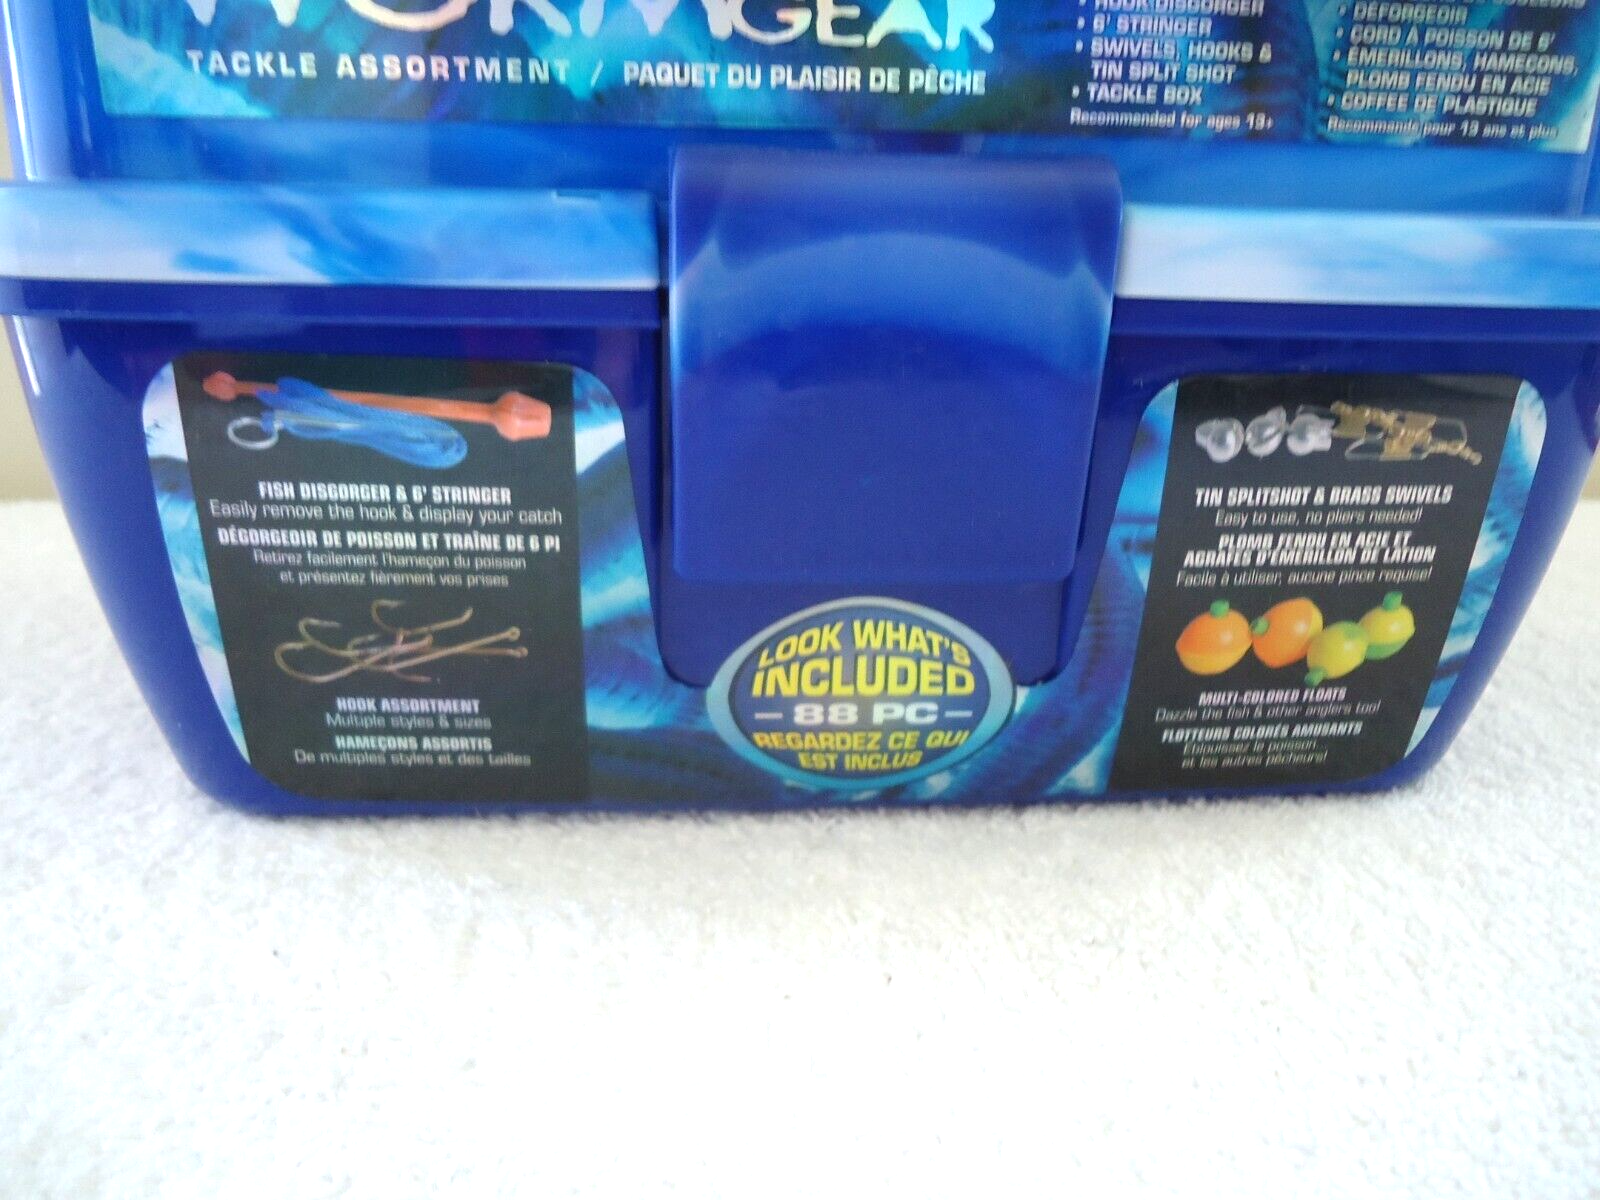 WORMGEAR
TACKLE ASSORTMENT / PAQUET DU PLAISIR DE PÊCHE
• HOOK DISGORGER
• 6' STRINGER
• SWIVELS, HOOKS &
TIN SPLIT SHOT
• TACKLE BOX
Recommended for ages 13+
• DÉFORGEOIR
• CORD A POISSON DE 6'
• ÉMERILLONS, HAMEÇONS,
PLOMB FENDU EN ACIE
• COFFEE DE PLASTIQUE
Recommande pour 13 ans et plus
FISH DISGORGER & 6' STRINGER
Easily remove the hook & display your catch
DÉGORGEOIR DE POISSON ET TRAÎNE DE 6 PI
Retirez facilement l'hameçon du poisson
et présentez fièrement vos prises
HOOK ASSORTMENT
Multiple styles & sizes
HAMEÇONS ASSORTIS
De multiples styles et des tailles
LOOK WHAT'S
INCLUDED
- 88 PC -
REGARDEZ CE QUI
EST INCLUS
TIN SPLITSHOT & BRASS SWIVELS
Easy to use, no pliers needed!
PLOMB FENDU EN ACIE ET
AGRAFES D'ÉMERILLON DE LATION
Facile à utiliser, aucune pince requise!
MULTI-COLORED FLOATS
Dazzle the fish & other anglers too!
FLOTTEURS COLORÉS AMUSANTS
Éblouissez le poisson
et les autres pêcheurs!